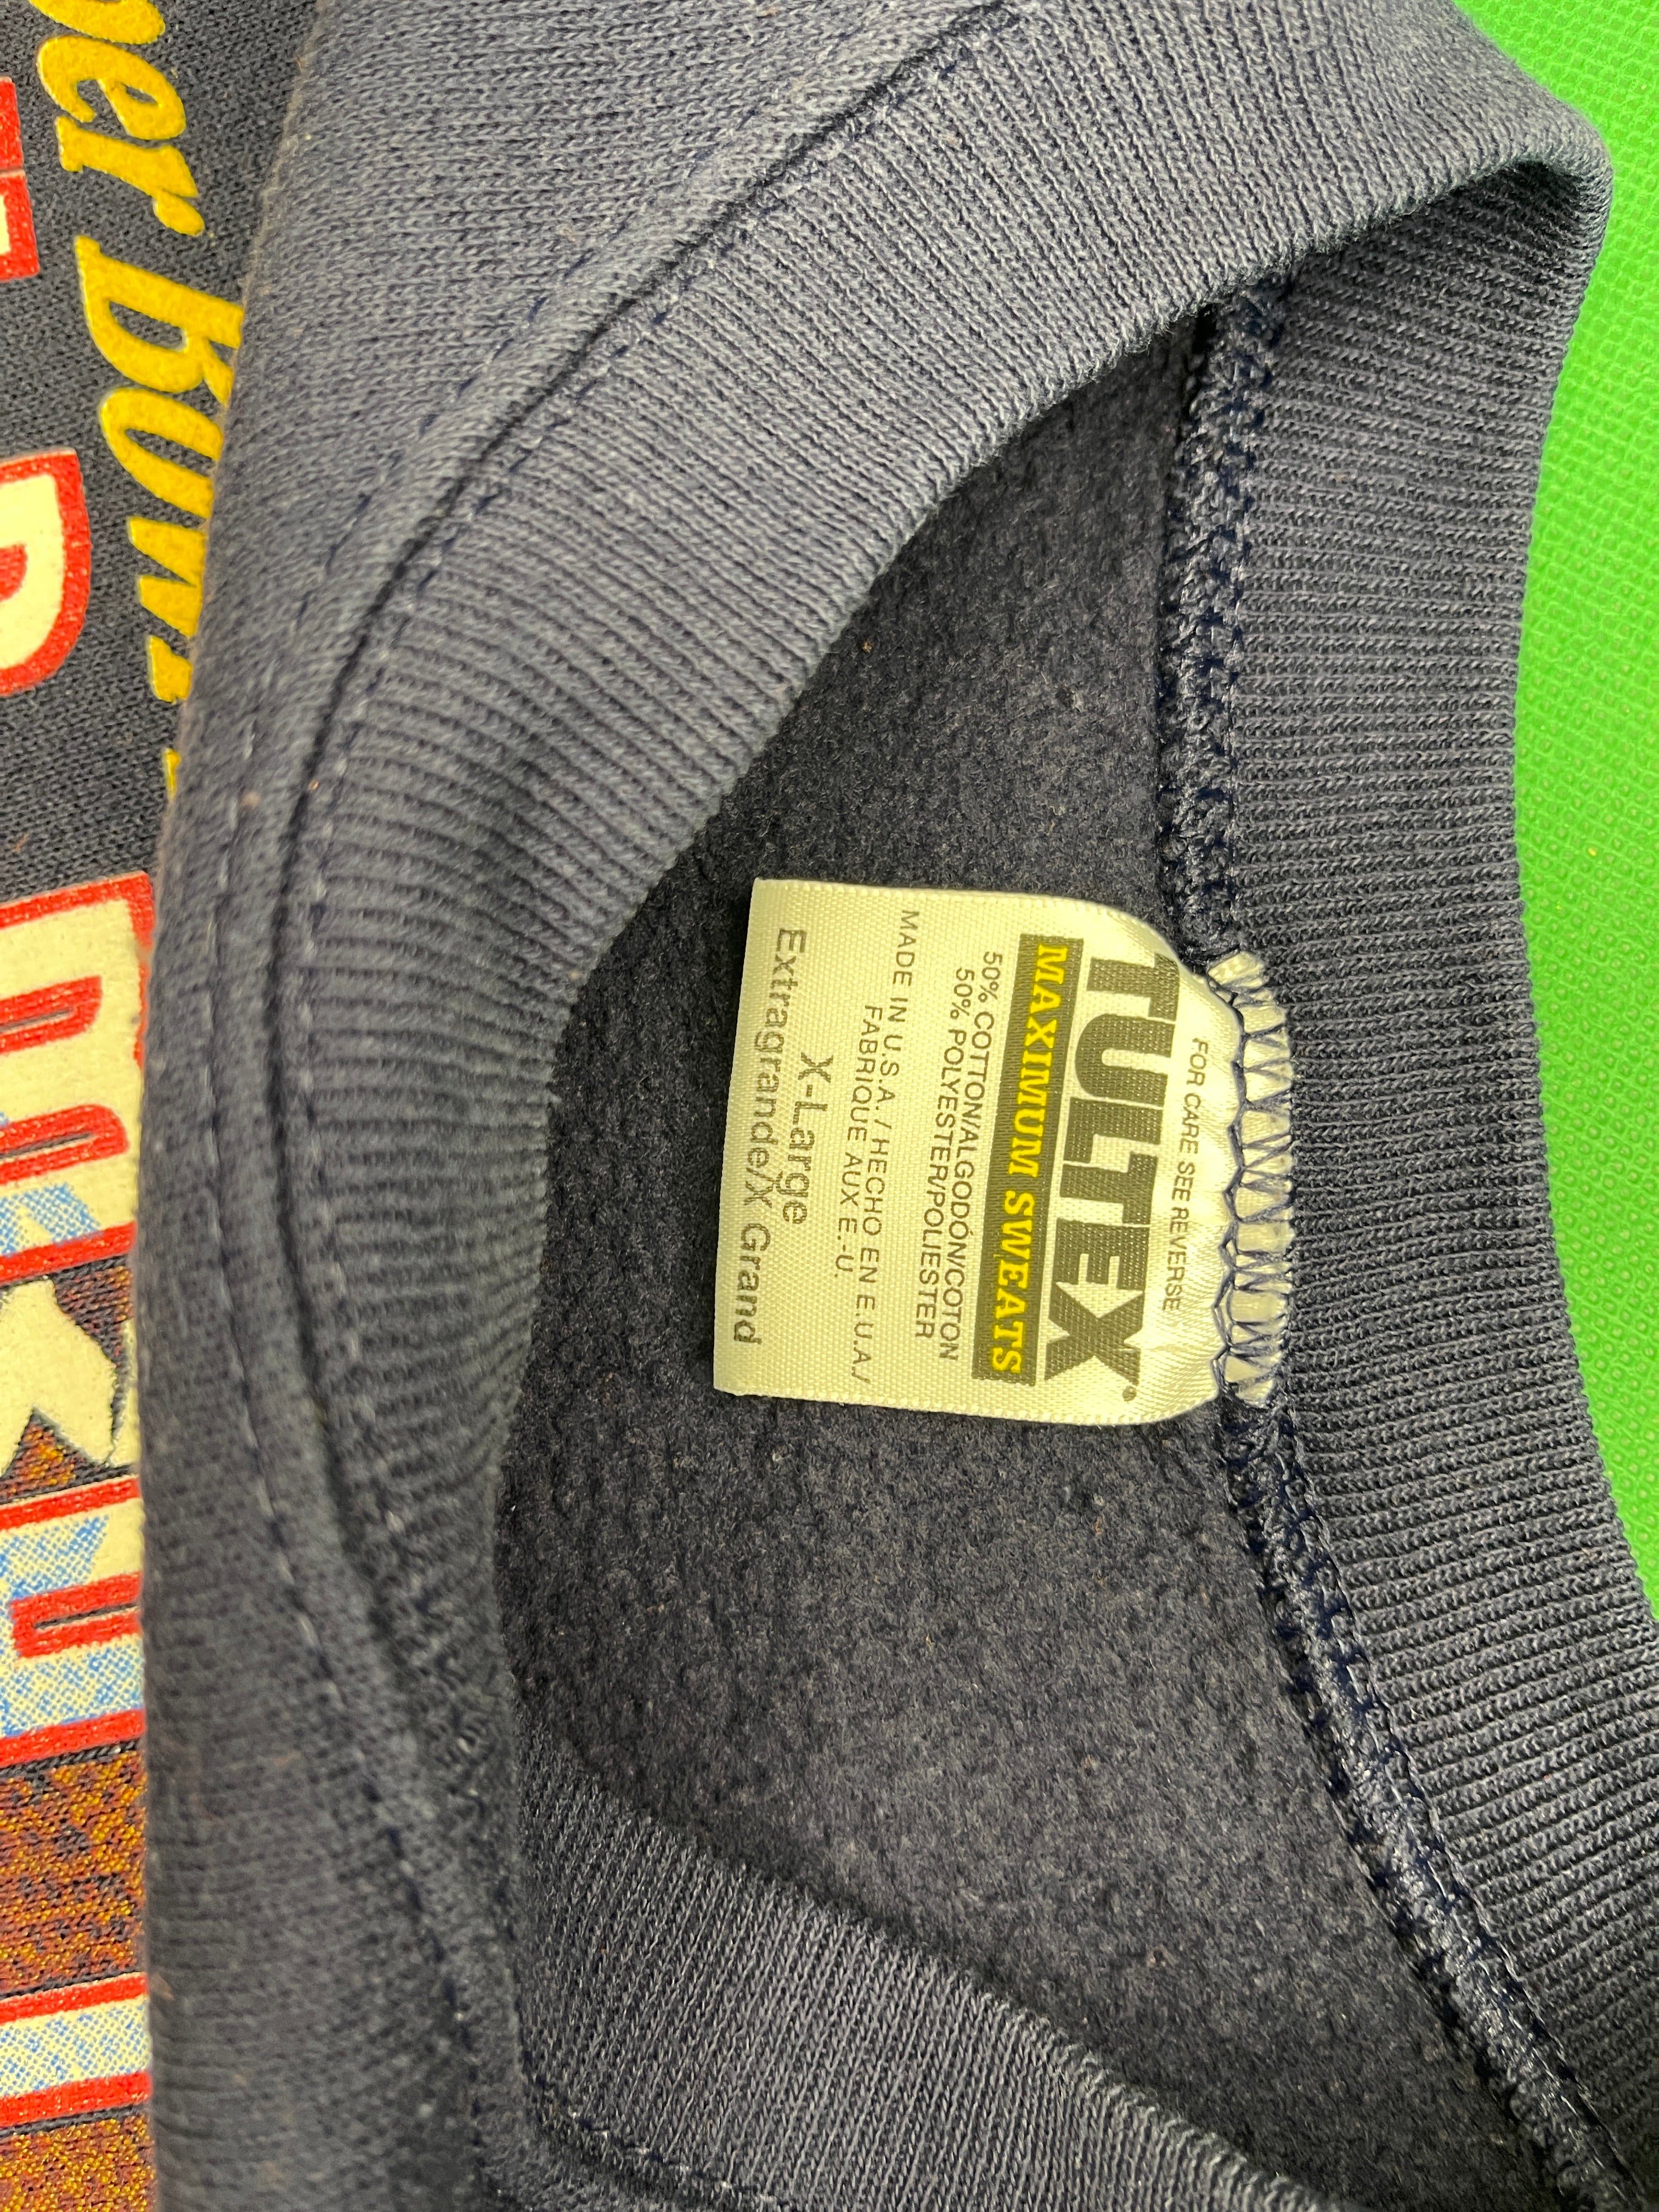 FOR CARE SEE REVERSE
TULTEX®
MAXIMUM SWEATS
50% COTTON/ALGODÓN/COTON
50% POLYESTER/POLIESTER
MADE IN U.S.A./HECHO EN E.U.A./
FABRIQUE AUX E.-U.
X-Large
Extragrande/X Grand